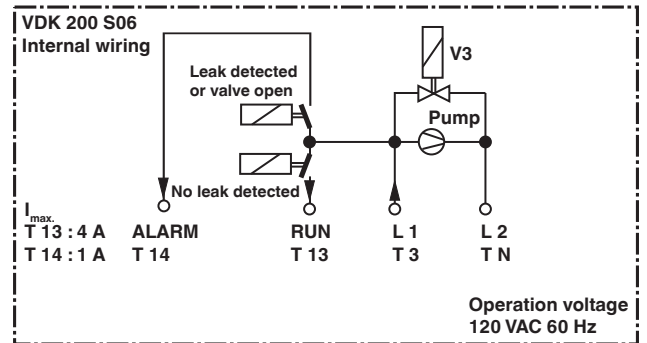 VDK 200 S06
Internal wiring
Leak detected
or valve open
V3
Pump
No leak detected
I max.
T 13 : 4 A
T 14 : 1 A
ALARM
T 14
RUN
T 13
L 1
T 3
L 2
T N
Operation voltage
120 VAC 60 Hz